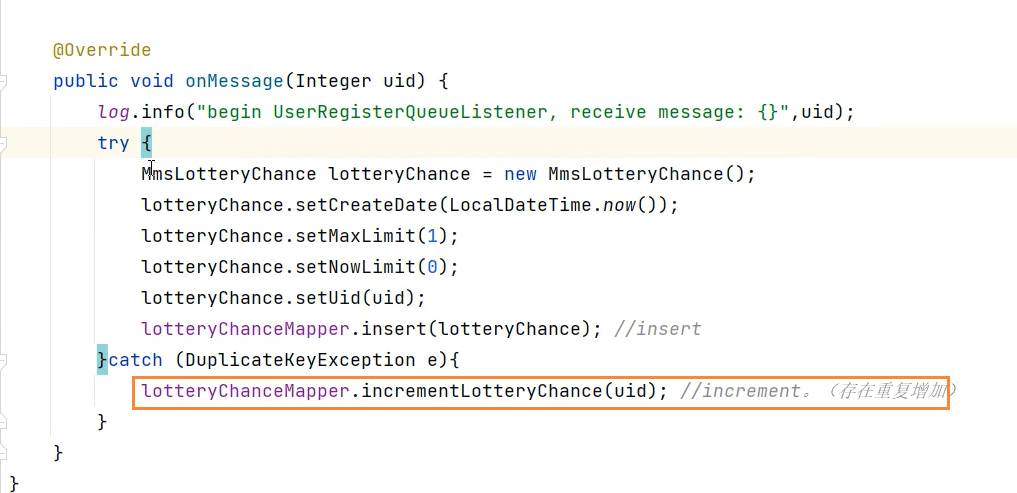 @Override
public void onMessage(Integer uid) {
log.info("begin UserRegisterQueueListener, receive message: {}",uid);
try {
MmsLotteryChance lotteryChance = new MmsLotteryChance();
lotteryChance.setCreateDate(LocalDateTime.now());
lotteryChance.setMaxLimit(1);
lotteryChance.setNowLimit(0);
lotteryChance.setUid(uid);
lotteryChanceMapper.insert(lotteryChance); //insert
}catch (DuplicateKeyException e){
lotteryChanceMapper.incrementLotteryChance(uid); //increment。（存在重复增加）
}
}
}